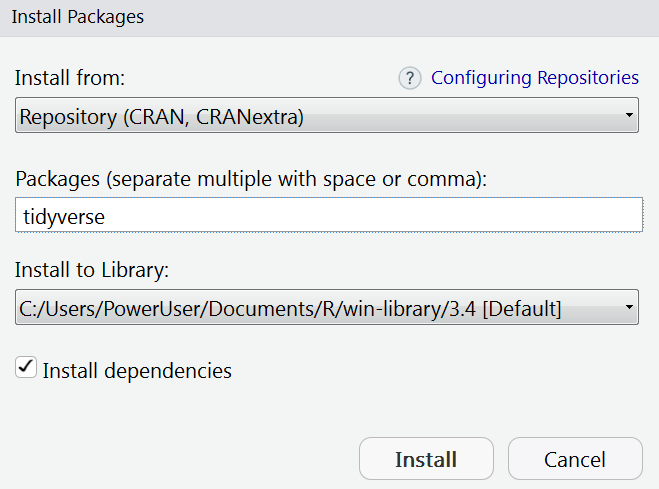 Install Packages
Install from:
? Configuring Repositories
Repository (CRAN, CRANextra)
Packages (separate multiple with space or comma):
tidyverse
Install to Library:
C:/Users/PowerUser/Documents/R/win-library/3.4 [Default]
Install dependencies
Install
Cancel